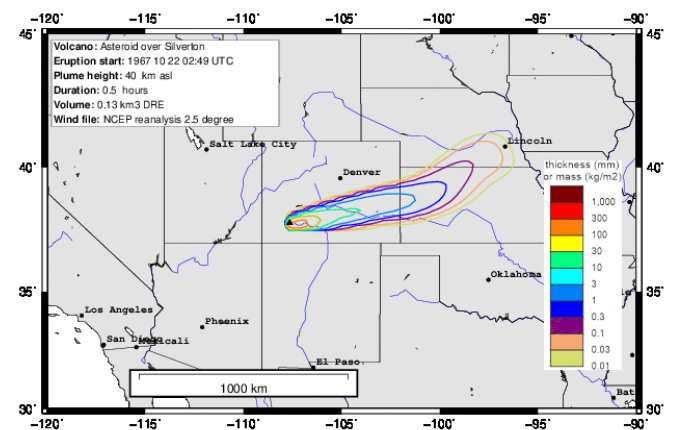 −120° −115° −110° −105° −100° −95° −90°
45° 45°
Volcano: Asteroid over Silverton
Eruption start: 1967 10 22 02:49 UTC
Plume height: 40 km asl
Duration: 0.5 hours
Volume: 0.13 km3 DRE
Wind file: NCEP reanalysis 2.5 degree
Salt Lake City
Lincoln
Denver
40° 40°
thickness (mm)
or mass (kg/m2)
1,000
300
100
30
10
3
1
0.3
0.1
0.03
0.01
Oklahoma
35° 35°
Los Angeles
Phoenix
San Diego
Mexicali
El Paso
1000 km
Bat
30° 30°
−120° −115° −110° −105° −100° −95° −90°